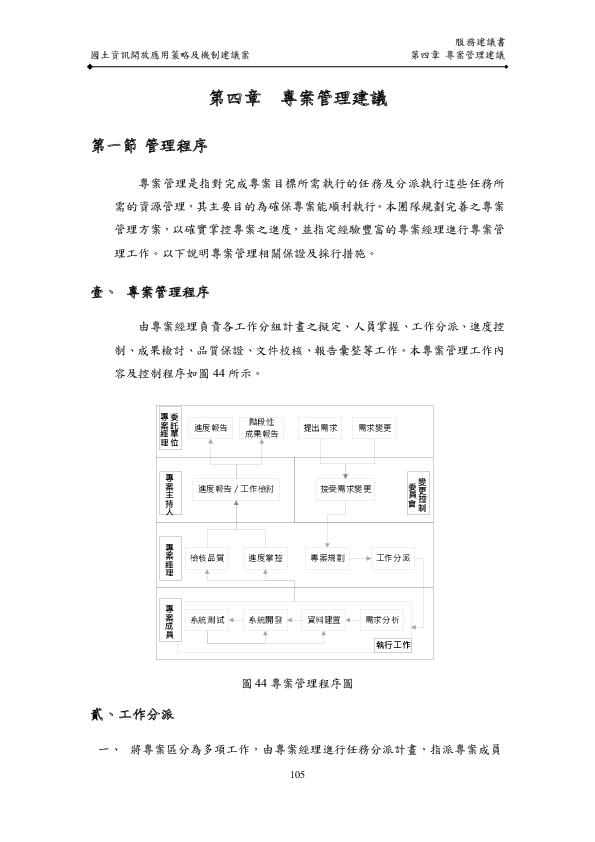 服務建議書
國土資訊開放應用策略及機制建議案 第四章 專案管理建議
第四章 專案管理建議
第一節 管理程序
專案管理是指對完成專案目標所需執行的任務及分派執行這些任務所
需的資源管理，其主要目的為確保專案能順利執行。本團隊規劃完善之專案
管理方案，以確實掌控專案之進度，並指定經驗豐富的專案經理進行專案管
理工作。以下說明專案管理相關保證及採行措施。
壹、 專案管理程序
由專案經理負責各工作分組計畫之擬定、人員掌握、工作分派、進度控
制、成果檢討、品質保證、文件校核、報告彙整等工作。本專案管理工作內
容及控制程序如圖 44 所示。
委託單位
專案經理
進度報告
階段性
成果報告
提出需求
需求變更
專案主持人
進度報告 / 工作檢討
接受需求變更
變更控制
委員會
專案經理
檢核品質
進度掌控
專案規劃
工作分派
專案成員
系統測試
系統開發
資料建置
需求分析
執行工作
圖 44 專案管理程序圖
貳、工作分派
一、 將專案區分為多項工作，由專案經理進行任務分派計畫，指派專案成員
105